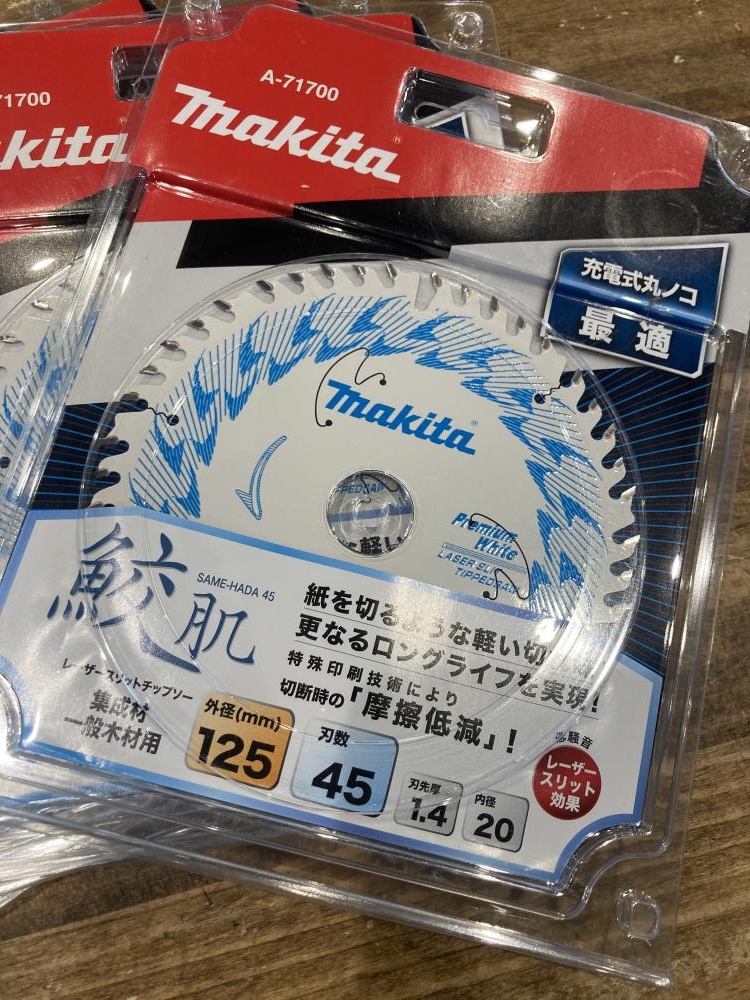 71700
kita
A-71700
makita
充電式丸ノコ
最適
makita
Premium
White
LASER SLIT
TIPPEDSAW
鮫肌
SAME-HADA 45
紙を切るような軽い切
更なるロングライフを実現!
特殊印刷技術により
切断時の「摩擦低減」!
レーザースリットチップソー
集成材
一般木材用
外径(mm)
125
刃数
45
刃先厚
1.4
内径
20
騒音
レーザー
スリット
効果